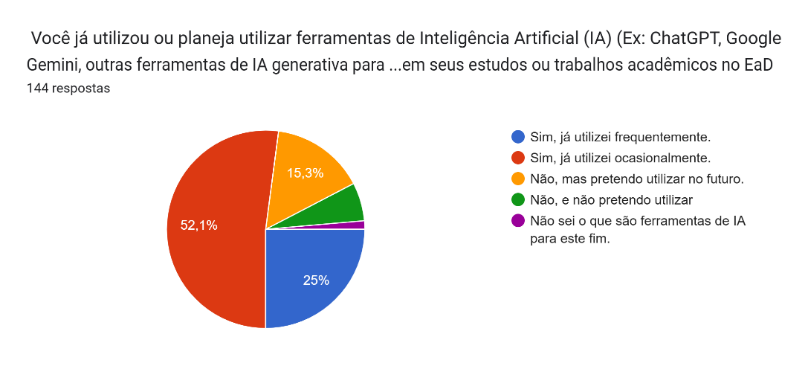 Você já utilizou ou planeja utilizar ferramentas de Inteligência Artificial (IA) (Ex: ChatGPT, Google
Gemini, outras ferramentas de IA generativa para ...em seus estudos ou trabalhos acadêmicos no EaD
144 respostas
Sim, já utilizei frequentemente.
Sim, já utilizei ocasionalmente.
Não, mas pretendo utilizar no futuro.
Não, e não pretendo utilizar
Não sei o que são ferramentas de IA
para este fim.
15,3%
52,1%
25%